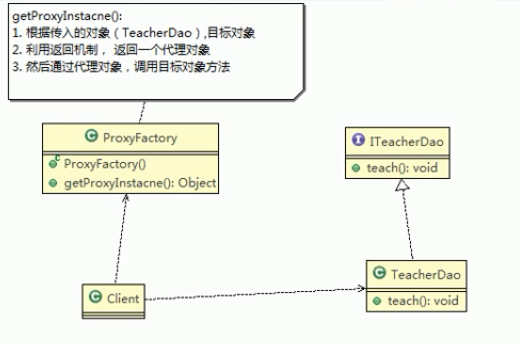 getProxyInstacne():
1. 根据传入的对象（TeacherDao）,目标对象
2. 利用返回机制， 返回一个代理对象
3. 然后通过代理对象，调用目标对象方法
C ProxyFactory
C ProxyFactory()
getProxyInstacne(): Object
I ITeacherDao
teach(): void
C Client
C TeacherDao
teach(): void